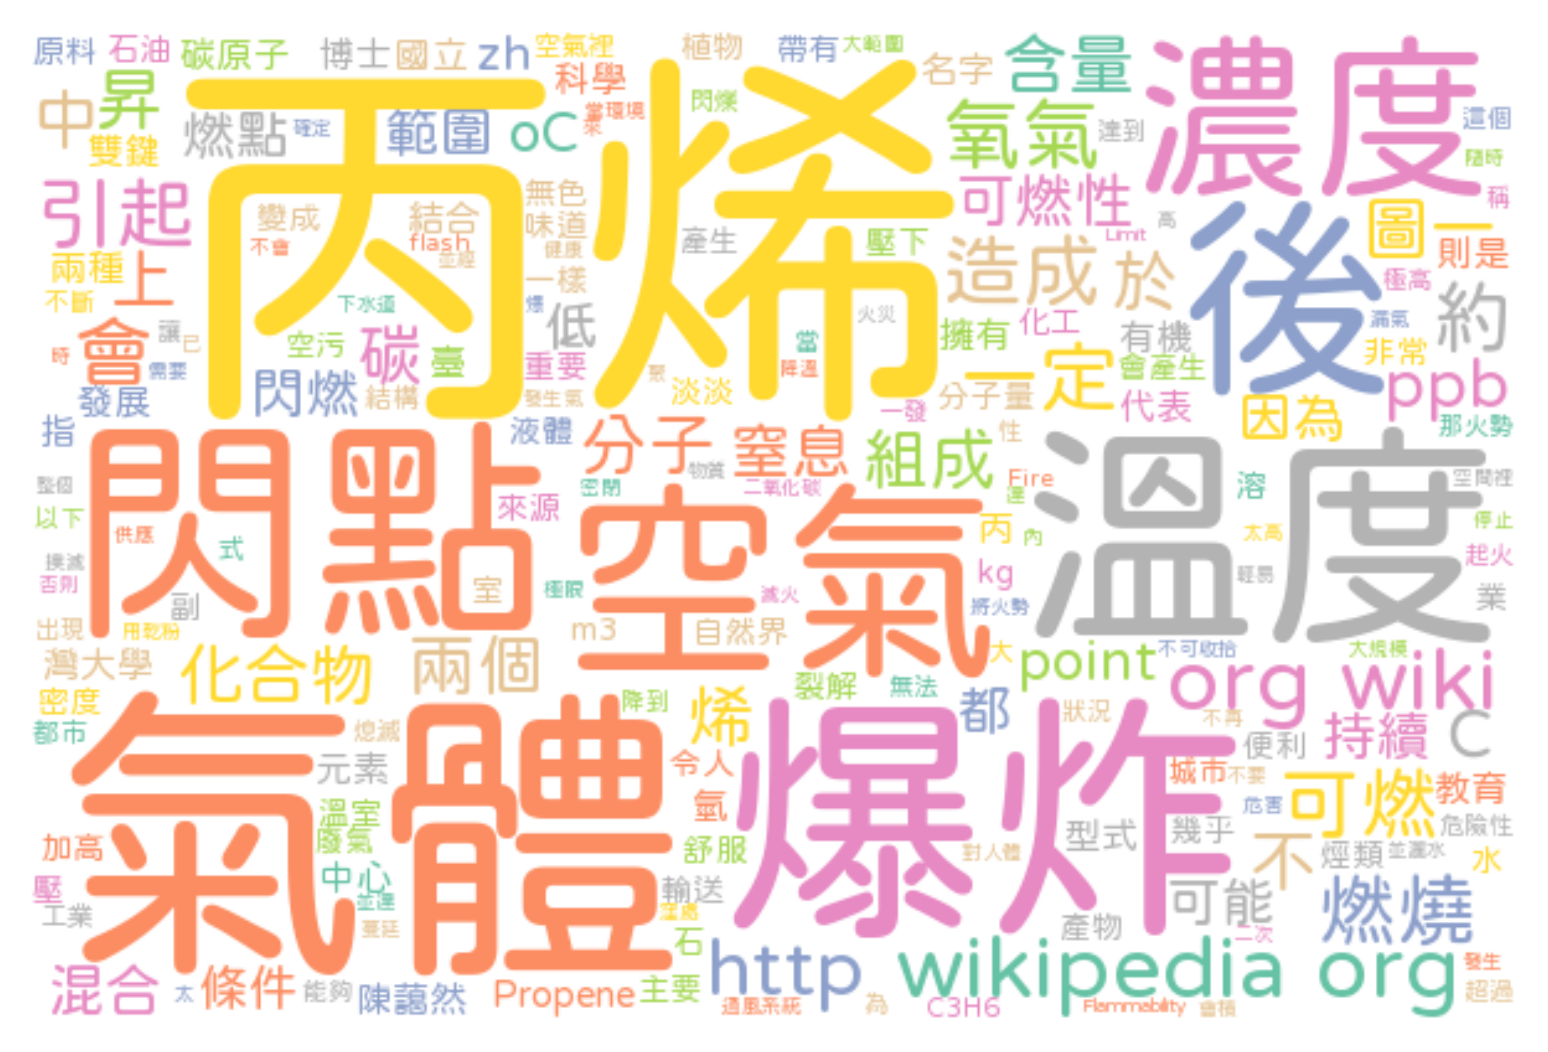 原料 石油 碳原子 博士 國立 zh 空氣裡 植物 帶有 大範圍
科學 名字 含量 濃度
中 昇 燃點 確定 範圍 oC 當環境 來 閃爍 氧氣 達到 這個
雙鍵 丙烯 隨時
引起 變成 結合 無色 可燃性 稱
不會 flash 味道 產生 壓下 Limit 高 後 圖一
兩種 上 並經 健康 一樣 造成 於 則是
不斷 下水道 爆 低 火災 極高 約
會 讓 已 空污 碳 臺 當 擁有 化工 有機 漏氣
時 需要 重要 降溫 一定 會產生 非常
發展 閃燃 結構 發生氣 聚 淡淡 分子量 代表 ppb
指 液體 分子 窒息 一發 性 因為 那火勢
閃點 物質 組成 溫度
整個 密閉 二氧化碳 Fire 溶 空間裡
以下 供應 式 來源 空氣 達 丙 內 太高 停止
撲滅 起火
否則 副 室 極限 滅火 kg 輕易 業
出現 用乾粉 m3 自然界 將火勢
灣大學 化合物 兩個 大 point 不可收拾 大規模
密度 降到 烯 裂解 無法 都 org wiki
都市 熄滅 狀況 不再 持續 C
氣體 元素 令人 爆炸 便利
溫室 氫 城市 不要 可燃 教育
廢氣 危害
加高 舒服 對人體 型式 幾乎 危險性
中心 不 烴類 並灑水 水
壓 並達 輸送 可能 燃燒
工業 蔓延 窪處 產物 二次
石
混合 太 條件 能夠 陳藹然 Propene 主要 http wikipedia org 發生
通風系統 為 C3H6 Flammability 會積 超過